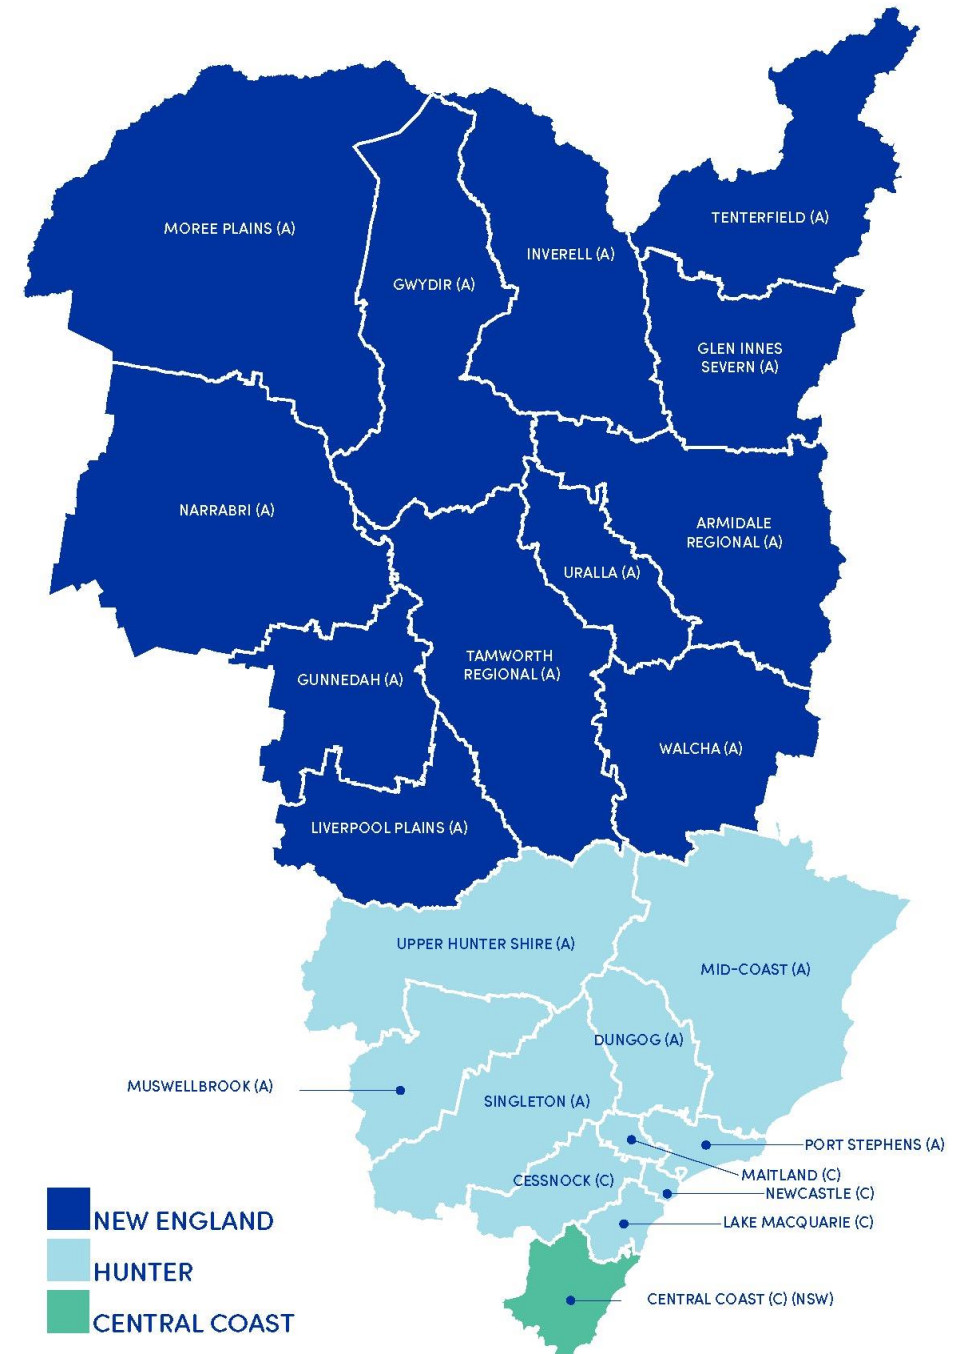 TENTERFIELD (A)
MOREE PLAINS (A)
INVERELL (A)
GWYDIR (A)
GLEN INNES
SEVERN (A)
NARRABRI (A)
ARMIDALE
REGIONAL (A)
URALLA (A)
TAMWORTH
REGIONAL (A)
GUNNEDAH (A)
WALCHA (A)
LIVERPOOL PLAINS (A)
UPPER HUNTER SHIRE (A)
MID-COAST (A)
DUNGOG (A)
MUSWELLBROOK (A)
SINGLETON (A)
PORT STEPHENS (A)
MAITLAND (C)
CESSNOCK (C)
NEWCASTLE (C)
LAKE MACQUARIE (C)
CENTRAL COAST (C) (NSW)
NEW ENGLAND
HUNTER
CENTRAL COAST